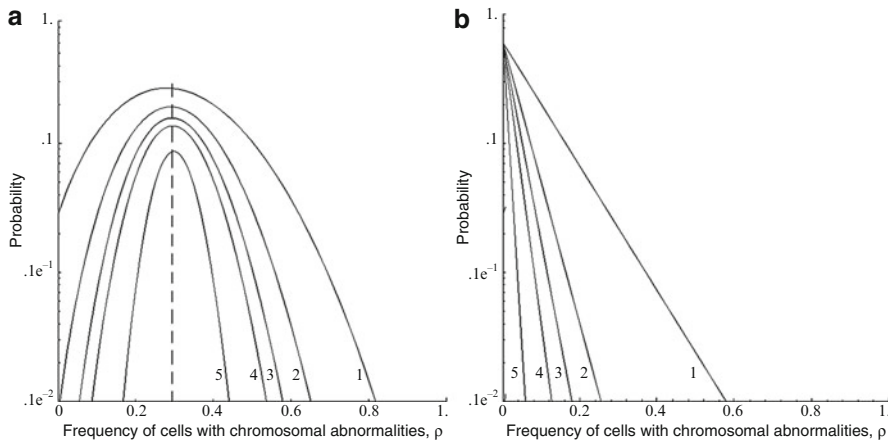 a
1.
.1
.1e−1
.1e−2
Probability
5
4
3
2
1
0
0.2
0.4
0.6
0.8
1.
Frequency of cells with chromosomal abnormalities, ρ
b
1.
.1
.1e−1
.1e−2
Probability
5
4
3
2
1
0
0.2
0.4
0.6
0.8
1.
Frequency of cells with chromosomal abnormalities, ρ